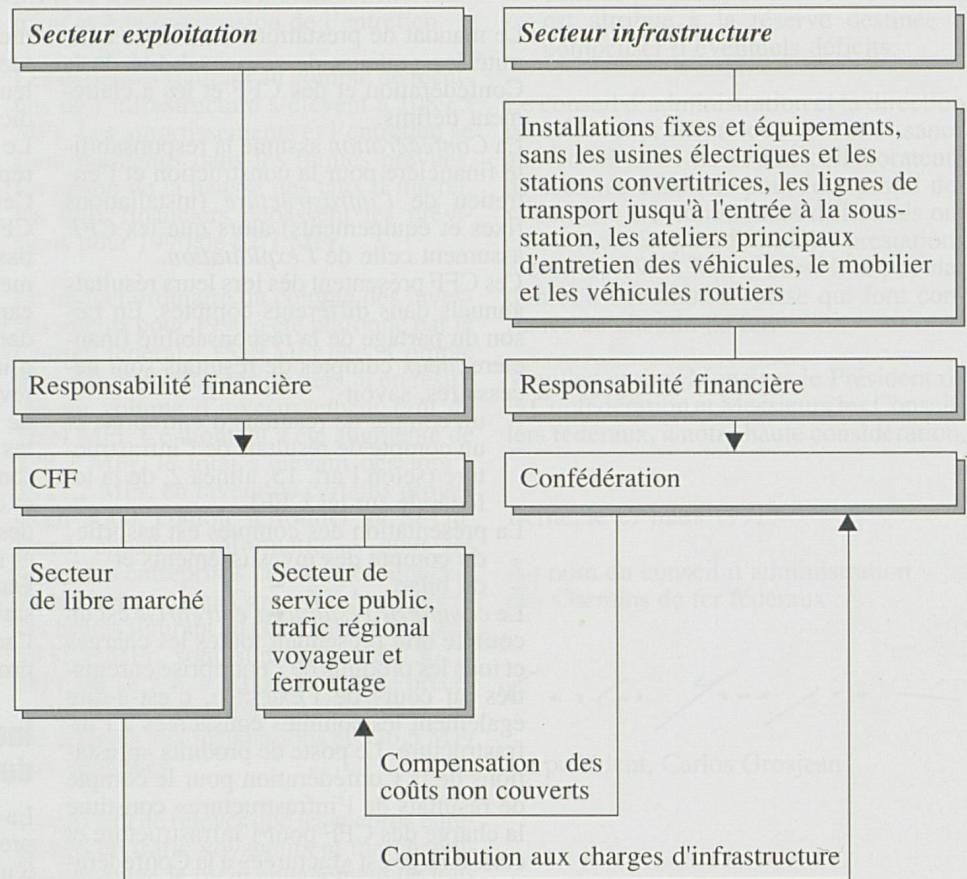 Secteur exploitation
Secteur infrastructure
Installations fixes et équipements,
sans les usines électriques et les
stations convertitrices, les lignes de
transport jusqu'à l'entrée à la sous-
station, les ateliers principaux
d'entretien des véhicules, le mobilier
et les véhicules routiers
Responsabilité financière
Responsabilité financière
CFF
Confédération
Secteur
de libre marché
Secteur de
service public,
trafic régional
voyageur et
ferroutage
Compensation des
coûts non couverts
Contribution aux charges d'infrastructure